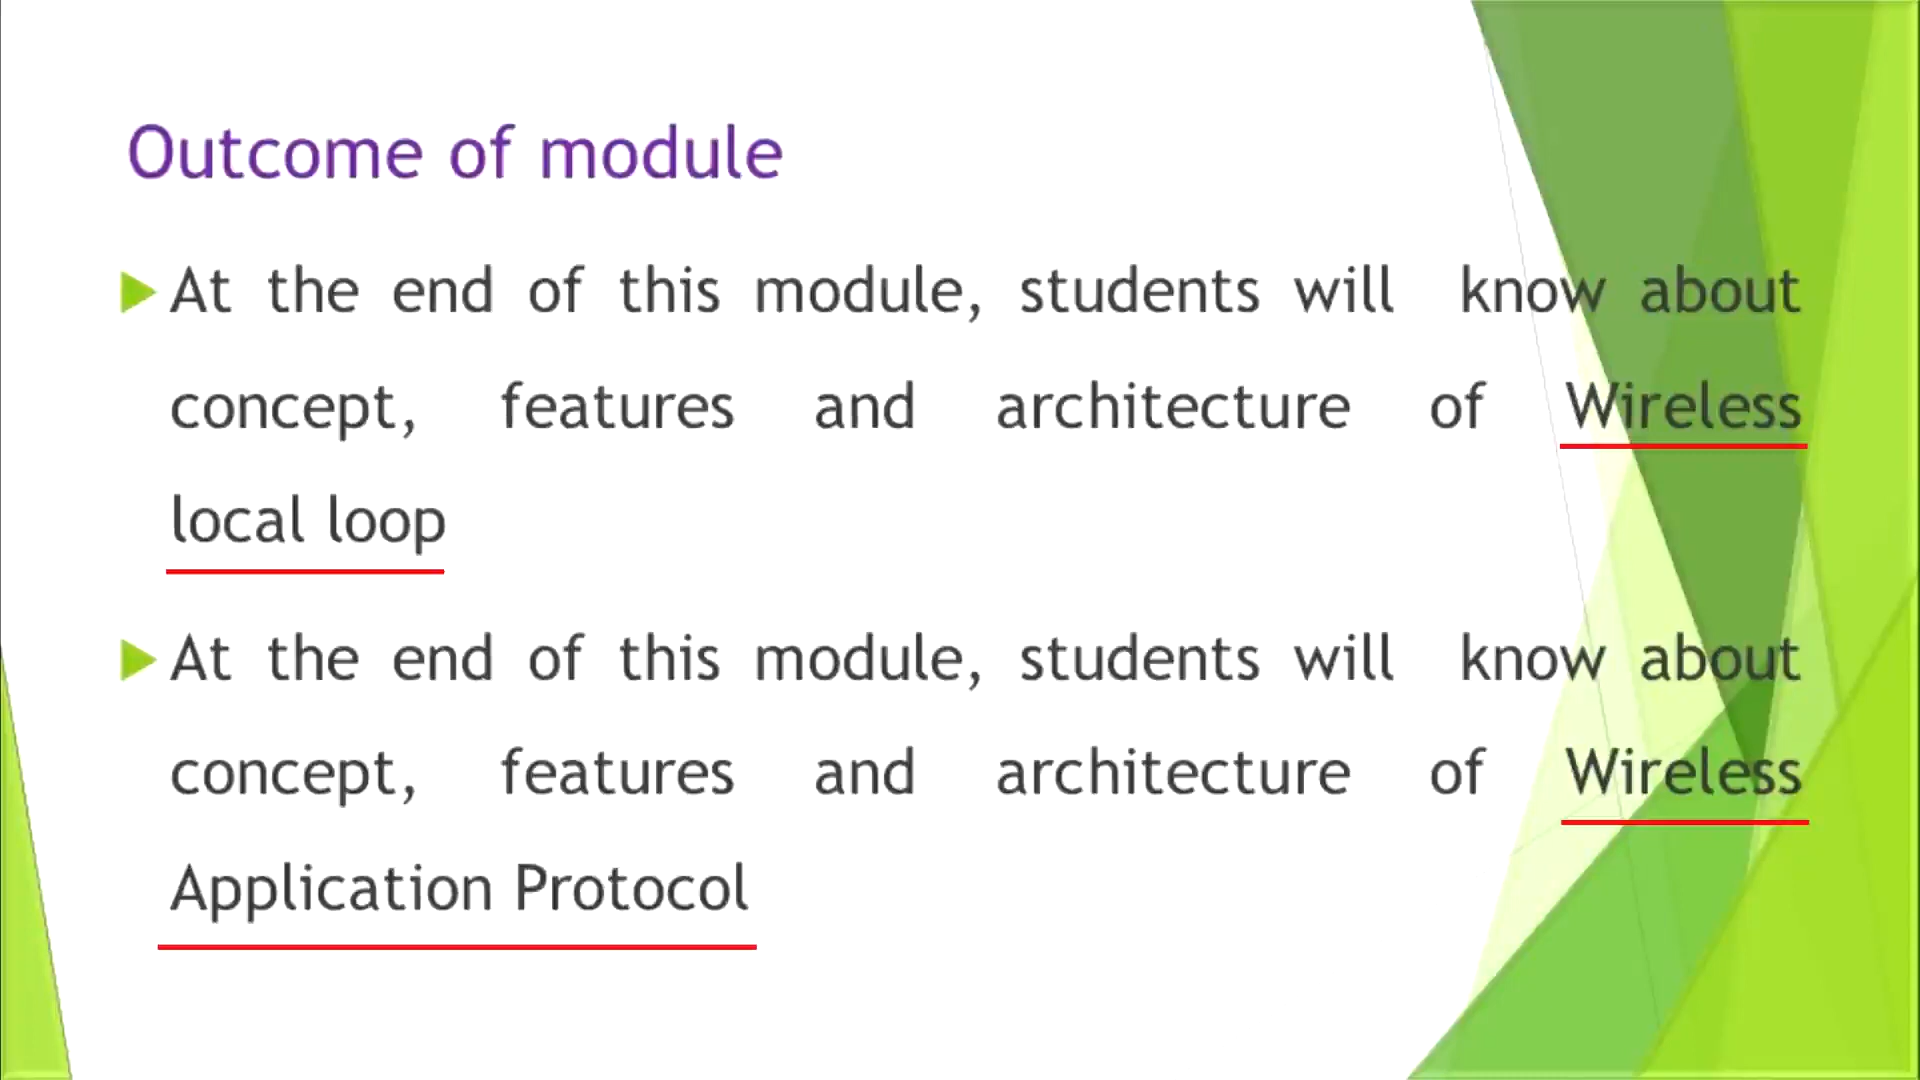 Outcome of module
At the end of this module, students will know about
concept, features and architecture of Wireless
local loop
At the end of this module, students will know about
concept, features and architecture of Wireless
Application Protocol